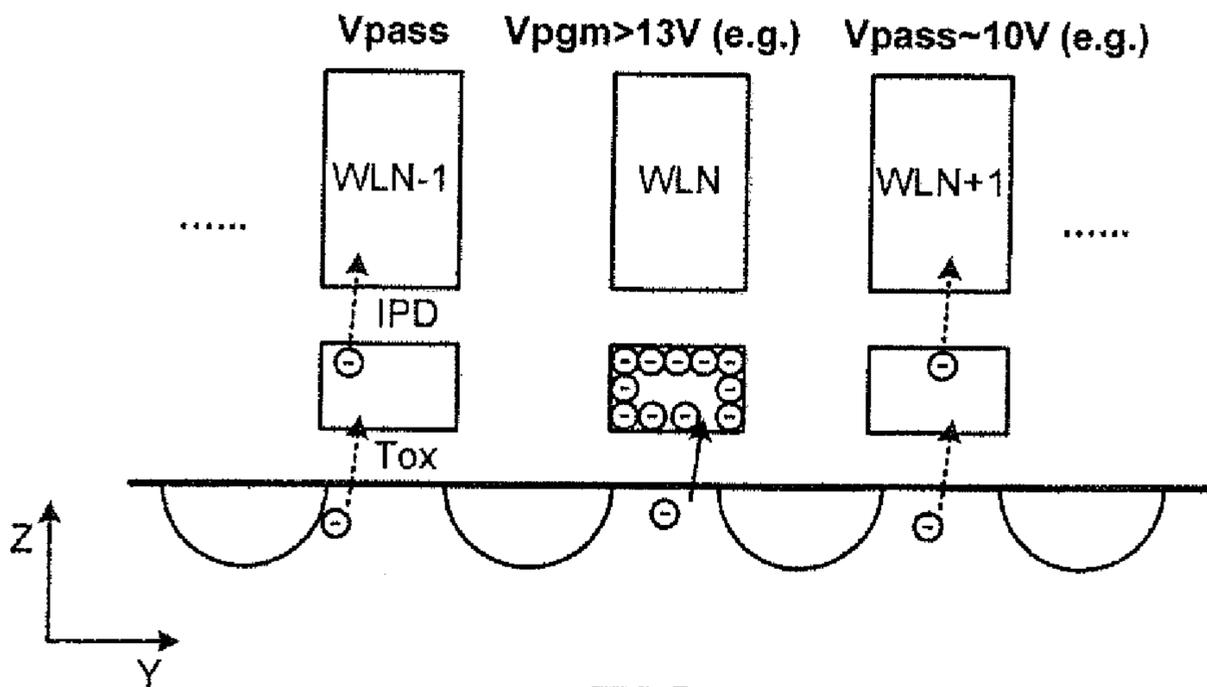 Vpass Vpgm>13V (e.g.) Vpass~10V (e.g.)
WLN-1 WLN WLN+1
...... ......
IPD
Tox
Z
Y